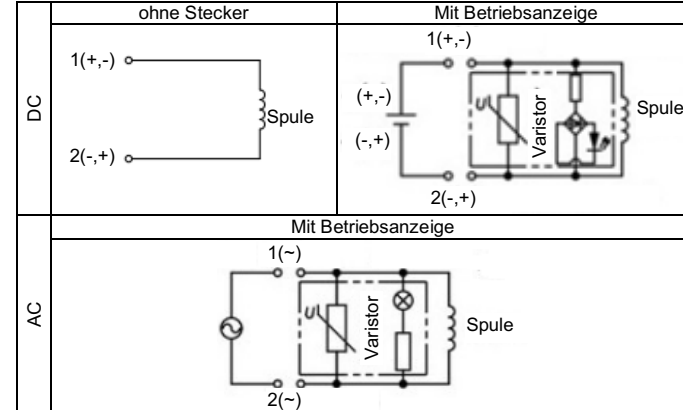 ohne Stecker
Mit Betriebsanzeige
DC
1(+,-)
Spule
2(-,+)
1(+,-)
(+,-)
(-,+)
U
Varistor
Spule
2(-,+)
Mit Betriebsanzeige
AC
1(~)
U
Varistor
Spule
2(~)